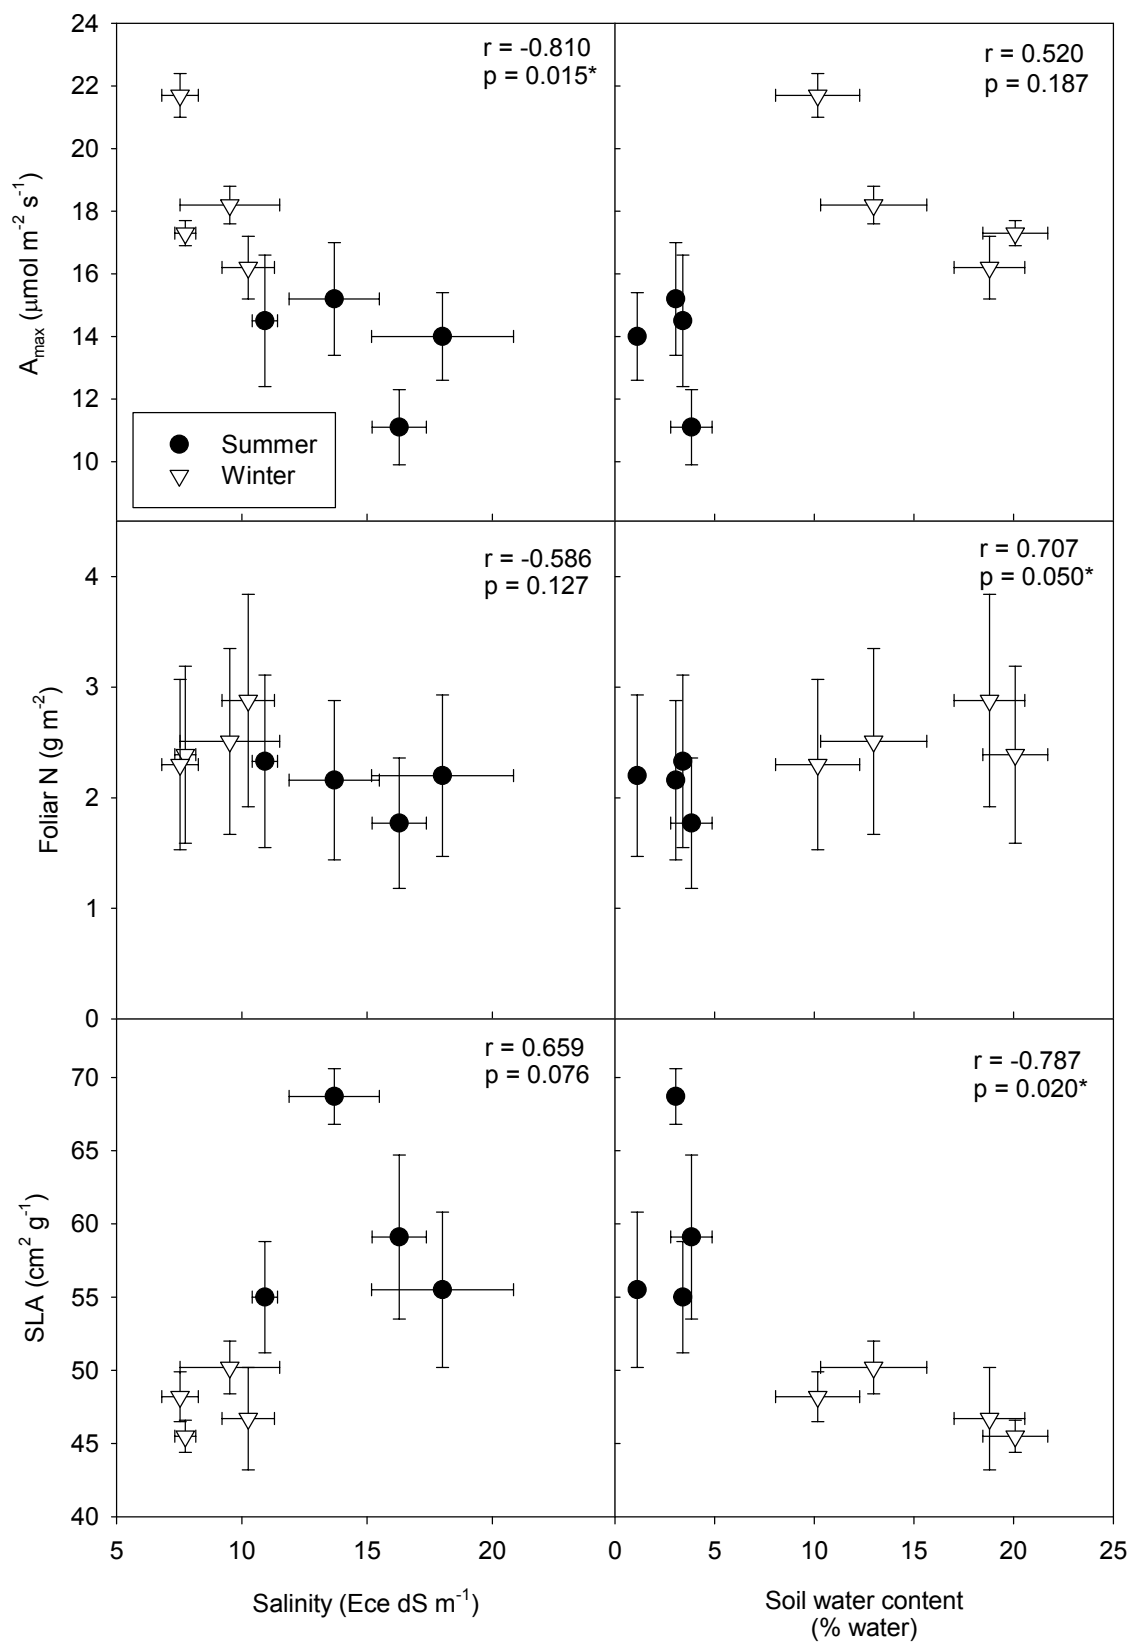 24
22
20
18
16
14
12
10
Amax (μmol m-2 s-1)
r = -0.810
p = 0.015*
r = 0.520
p = 0.187
Summer
Winter
4
3
2
1
0
Foliar N (g m-2)
r = -0.586
p = 0.127
r = 0.707
p = 0.050*
70
65
60
55
50
45
40
SLA (cm2 g-1)
r = 0.659
p = 0.076
r = -0.787
p = 0.020*
5 10 15 20
0 5 10 15 20 25
Salinity (Ece dS m-1)
Soil water content
(% water)